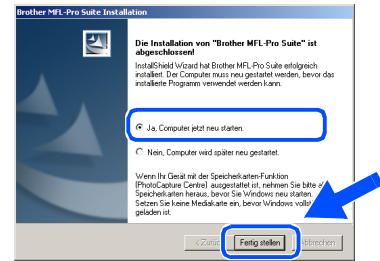 Brother MFL-Pro Suite Installation
Die Installation von "Brother MFL-Pro Suite" ist
abgeschlossen!
InstallShield Wizard hat Brother MFL-Pro Suite erfolgreich
installiert. Der Computer muss neu gestartet werden, bevor das
installierte Programm verwendet werden kann.
Ja, Computer jetzt neu starten.
Nein, Computer wird später neu gestartet.
Wenn Ihr Gerät mit der Speicherkarten-Funktion
(PhotoCapture Centre) ausgestattet ist, nehmen Sie bitte
Speicherkarten heraus, bevor Sie Windows neu starten.
Setzen Sie keine Mediakarte ein, bevor Windows
geladen ist.
Fertig stellen